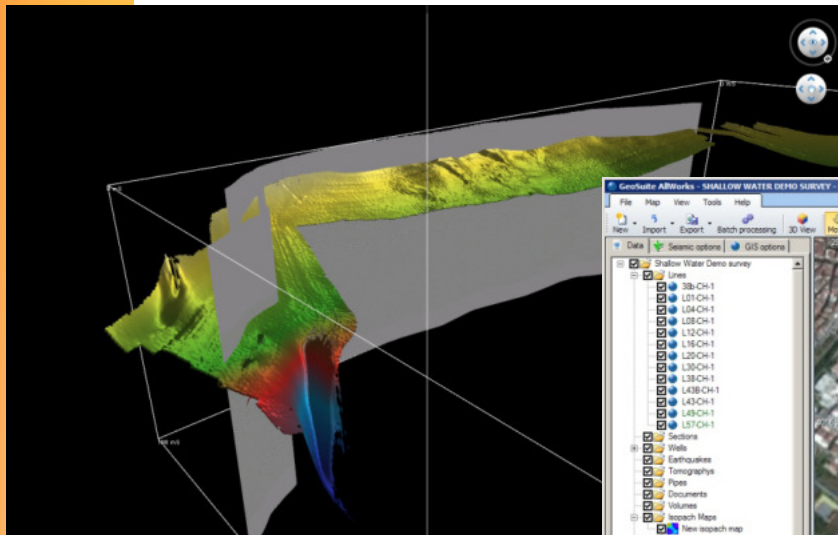 GeoSuite AllWorks - SHALLOW WATER DEMO SURVEY -
File Map View Tools Help
New Import Export Batch processing 3D View
Data Seismic options GIS options
Shallow Water Demo survey
Lines
38b-CH-1
L01-CH-1
L04-CH-1
L08-CH-1
L12-CH-1
L16-CH-1
L20-CH-1
L30-CH-1
L38-CH-1
L43B-CH-1
L43-CH-1
L49-CH-1
L57-CH-1
Sections
Wells
Earthquakes
Tomographys
Pipes
Documents
Volumes
Isopach Maps
New isopach map